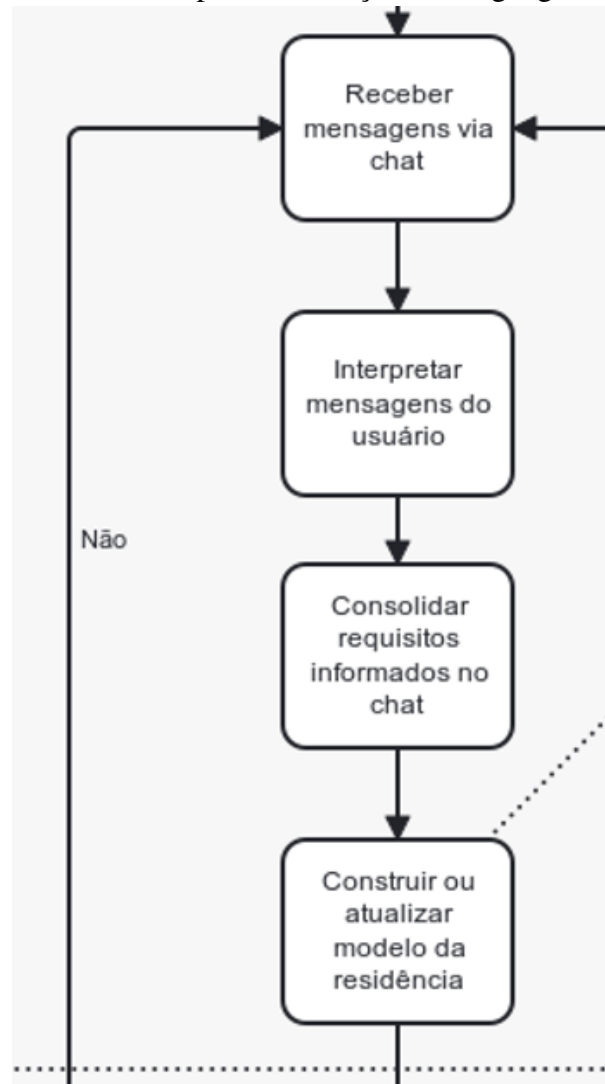 Receber
mensagens via
chat
Interpretar
mensagens do
usuário
Não
Consolidar
requisitos
informados no
chat
Construir ou
atualizar
modelo da
residência